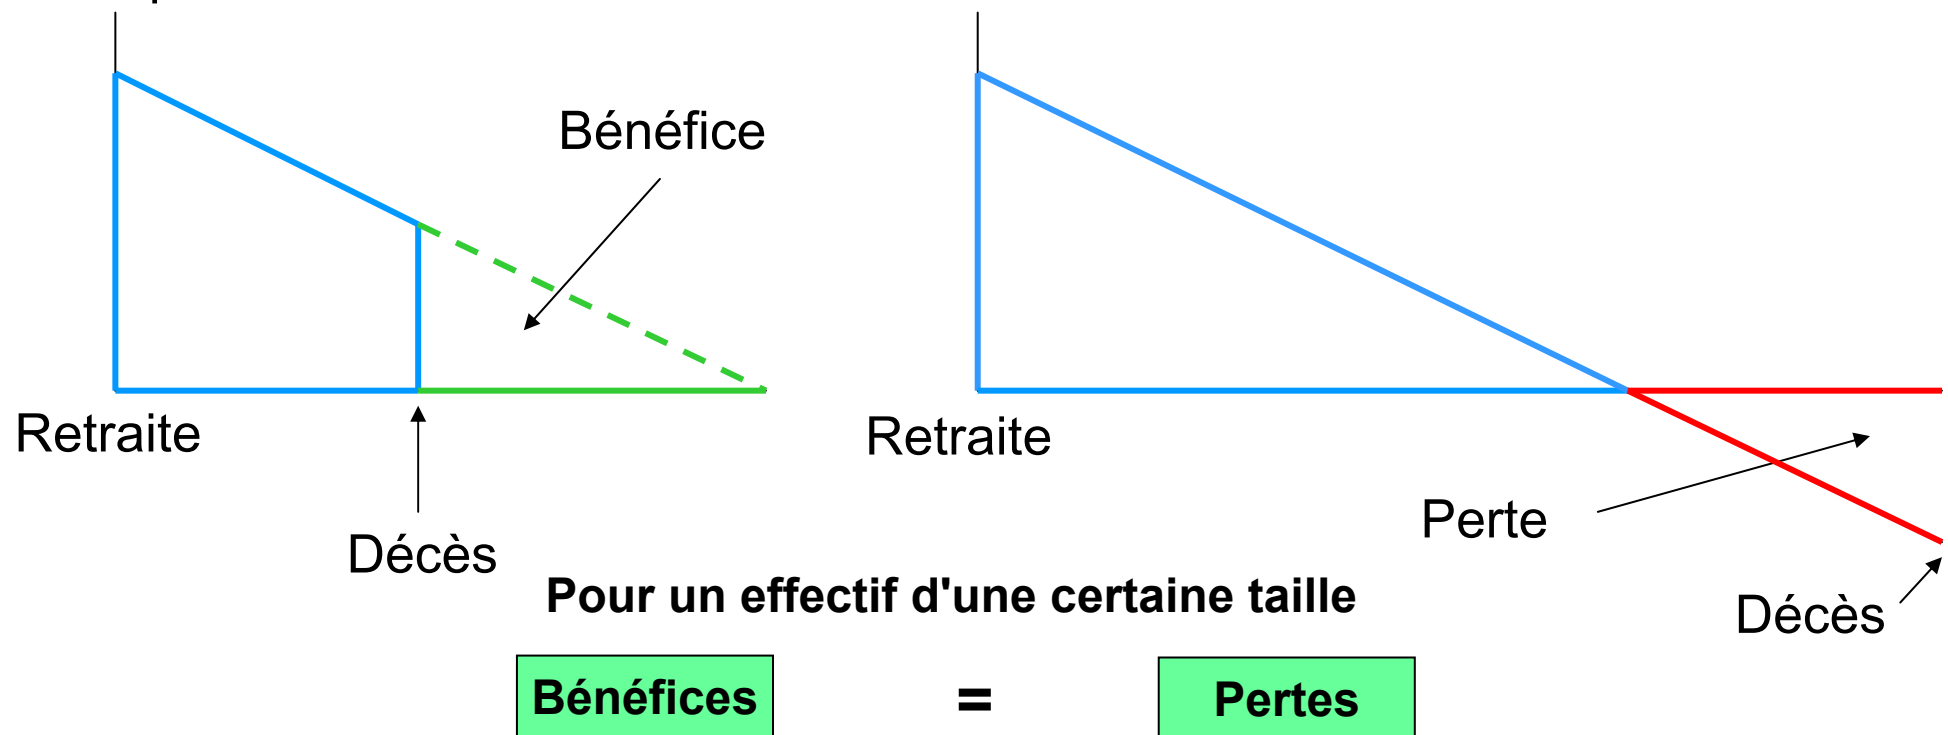 Bénéfice
Retraite
Retraite
Perte
Décès
Pour un effectif d'une certaine taille
Décès
Bénéfices = Pertes